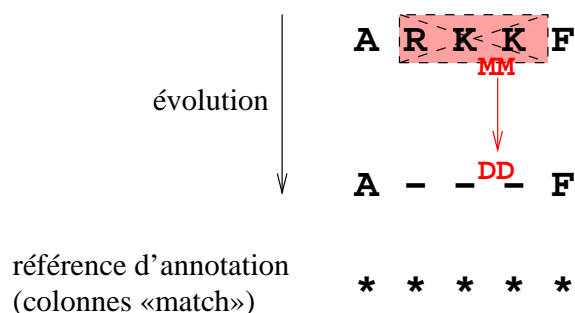 A R K K F
MM
évolution
DD
A - - - F
référence d'annotation
(colonnes «match»)
* * * * *